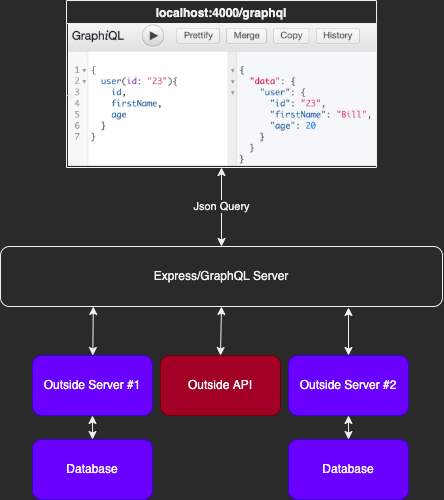 localhost:4000/graphql
GraphiQL
Prettify
Merge
Copy
History
1 {
2 user(id: "23"){
3 id,
4 firstName,
5 age
6 }
7 }
{
"data": {
"user": {
"id": "23",
"firstName": "Bill",
"age": 20
}
}
}
Json Query
Express/GraphQL Server
Outside Server #1
Outside API
Outside Server #2
Database
Database